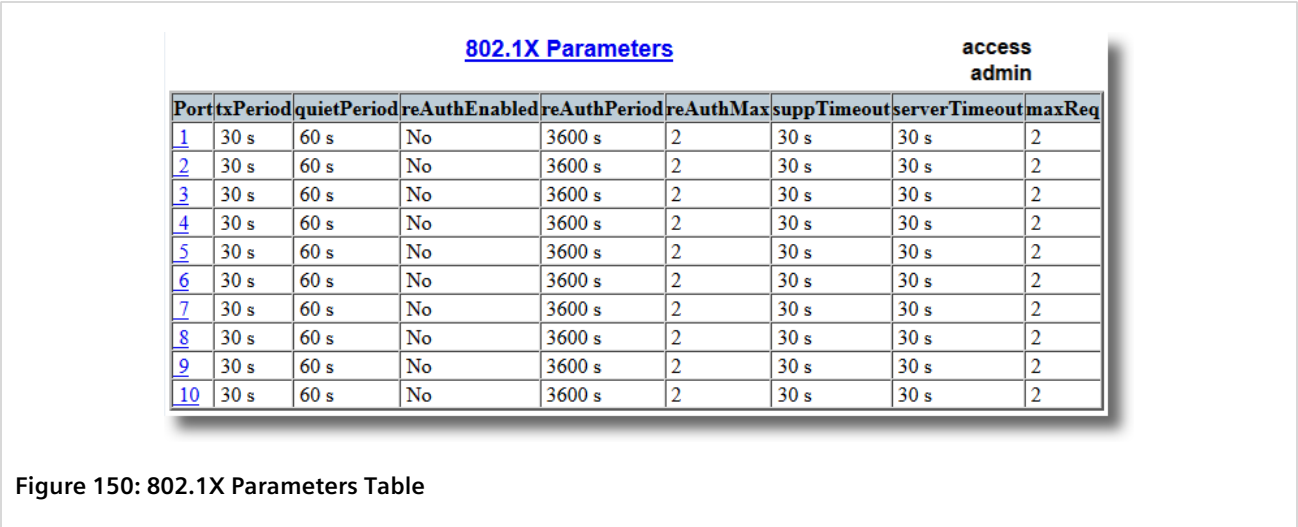 802.1X Parameters
access
admin
Port txPeriod quietPeriod reAuthEnabled reAuthPeriod reAuthMax suppTimeout serverTimeout maxReq
1 30 s 60 s No 3600 s 2 30 s 30 s 2
2 30 s 60 s No 3600 s 2 30 s 30 s 2
3 30 s 60 s No 3600 s 2 30 s 30 s 2
4 30 s 60 s No 3600 s 2 30 s 30 s 2
5 30 s 60 s No 3600 s 2 30 s 30 s 2
6 30 s 60 s No 3600 s 2 30 s 30 s 2
7 30 s 60 s No 3600 s 2 30 s 30 s 2
8 30 s 60 s No 3600 s 2 30 s 30 s 2
9 30 s 60 s No 3600 s 2 30 s 30 s 2
10 30 s 60 s No 3600 s 2 30 s 30 s 2
Figure 150: 802.1X Parameters Table